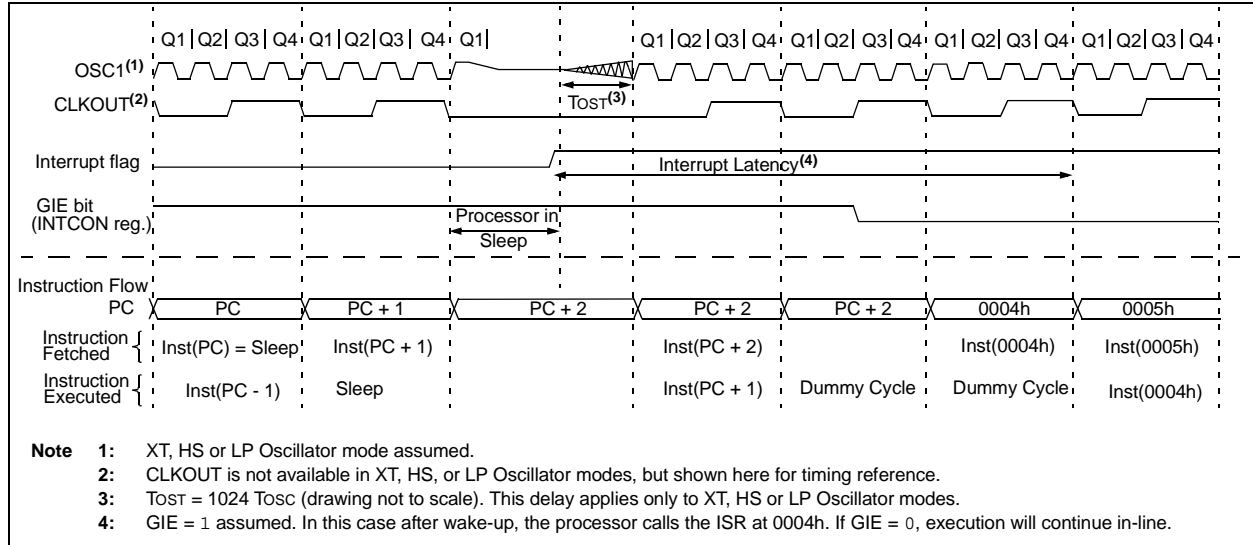 Q1 Q2 Q3 Q4 Q1 Q2 Q3 Q4 Q1 Q1 Q2 Q3 Q4 Q1 Q2 Q3 Q4 Q1 Q2 Q3 Q4 Q1 Q2 Q3 Q4
OSC1(1)
CLKOUT(2)
TOST(3)
Interrupt flag
Interrupt Latency(4)
GIE bit
(INTCON reg.)
Processor in
Sleep
Instruction Flow
PC PC PC + 1 PC + 2 PC + 2 PC + 2 0004h 0005h
Instruction
Fetched
Inst(PC) = Sleep Inst(PC + 1) Inst(PC + 2) Inst(0004h) Inst(0005h)
Instruction
Executed
Inst(PC - 1) Sleep Inst(PC + 1) Dummy Cycle Dummy Cycle Inst(0004h)
Note 1: XT, HS or LP Oscillator mode assumed.
2: CLKOUT is not available in XT, HS, or LP Oscillator modes, but shown here for timing reference.
3: TOST = 1024 TOSC (drawing not to scale). This delay applies only to XT, HS or LP Oscillator modes.
4: GIE = 1 assumed. In this case after wake-up, the processor calls the ISR at 0004h. If GIE = 0, execution will continue in-line.